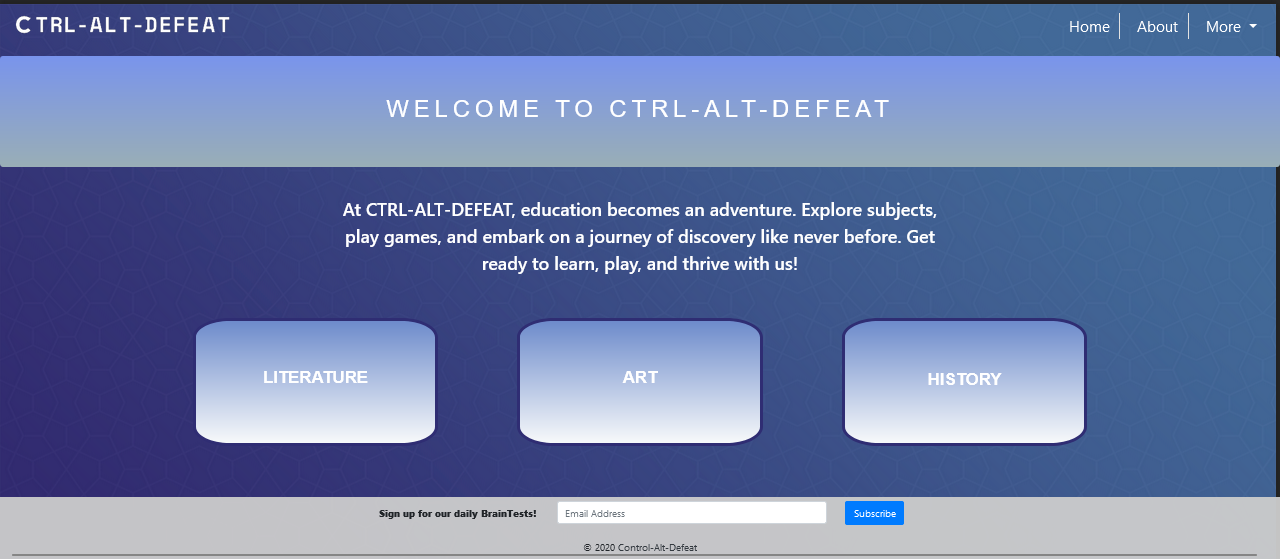 CTRL-ALT-DEFEAT
Home
About
More
WELCOME TO CTRL-ALT-DEFEAT
At CTRL-ALT-DEFEAT, education becomes an adventure. Explore subjects,
play games, and embark on a journey of discovery like never before. Get
ready to learn, play, and thrive with us!
LITERATURE
ART
HISTORY
Sign up for our daily BrainTests!
Email Address
Subscribe
© 2020 Control-Alt-Defeat